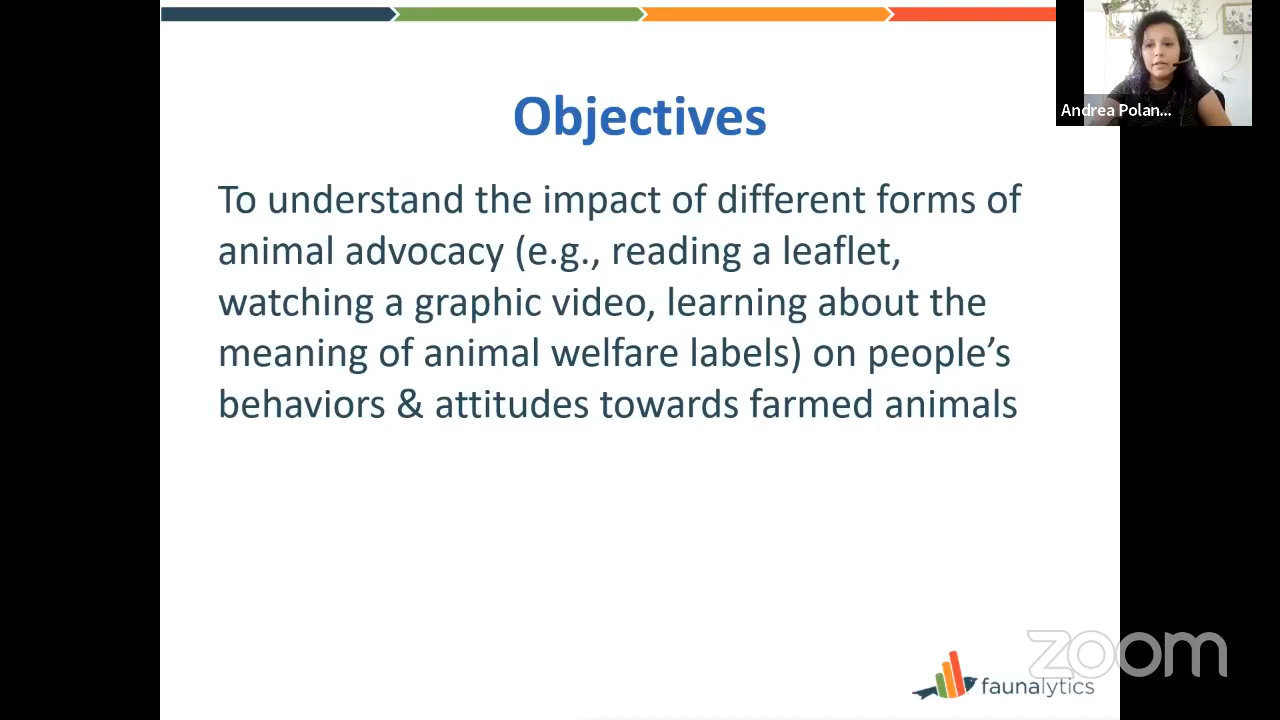 Objectives
Andrea Polan...
To understand the impact of different forms of
animal advocacy (e.g., reading a leaflet,
watching a graphic video, learning about the
meaning of animal welfare labels) on people’s
behaviors & attitudes towards farmed animals
zoom
faunalytics